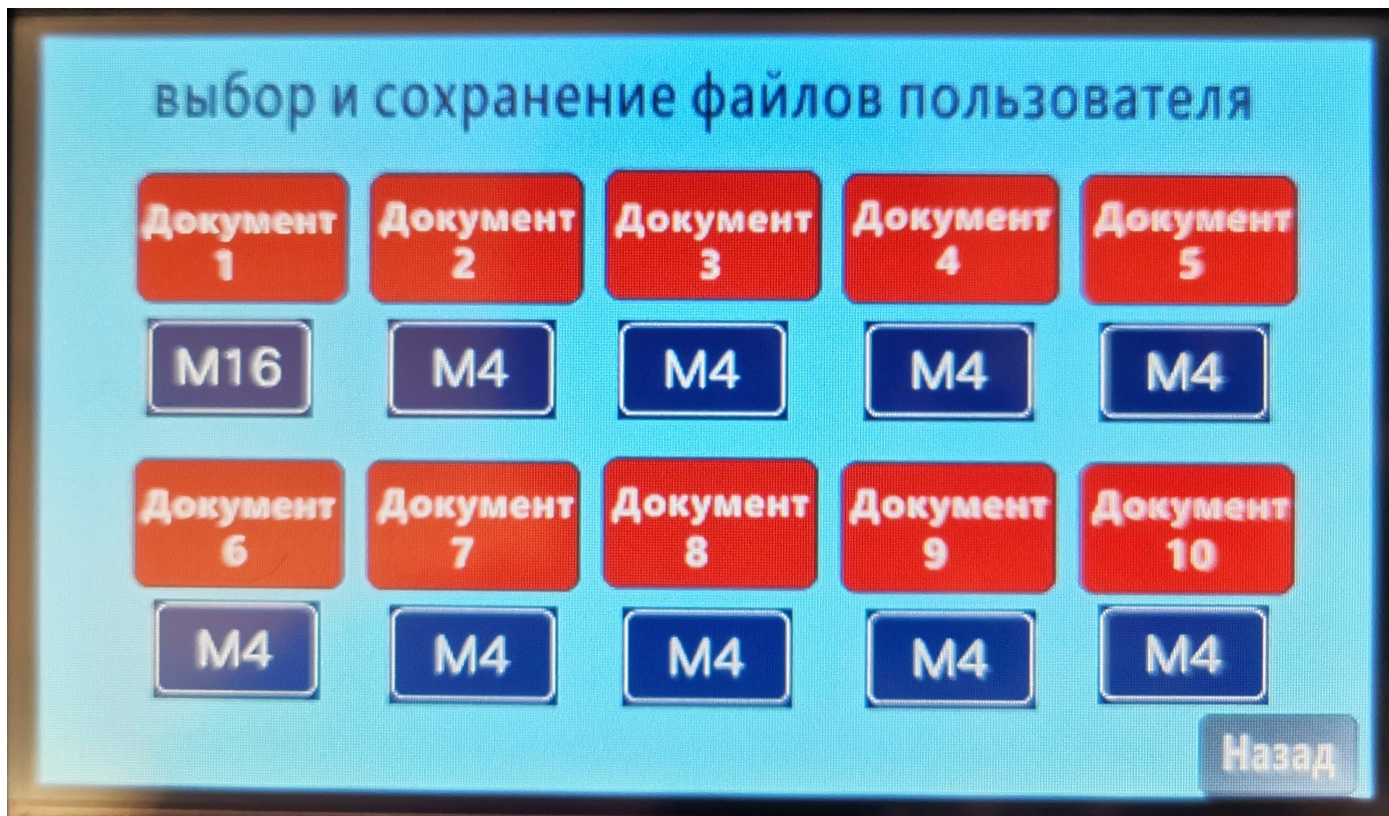 выбор и сохранение файлов пользователя
Документ
1
Документ
2
Документ
3
Документ
4
Документ
5
M16
M4
M4
M4
M4
Документ
6
Документ
7
Документ
8
Документ
9
Документ
10
M4
M4
M4
M4
M4
Назад